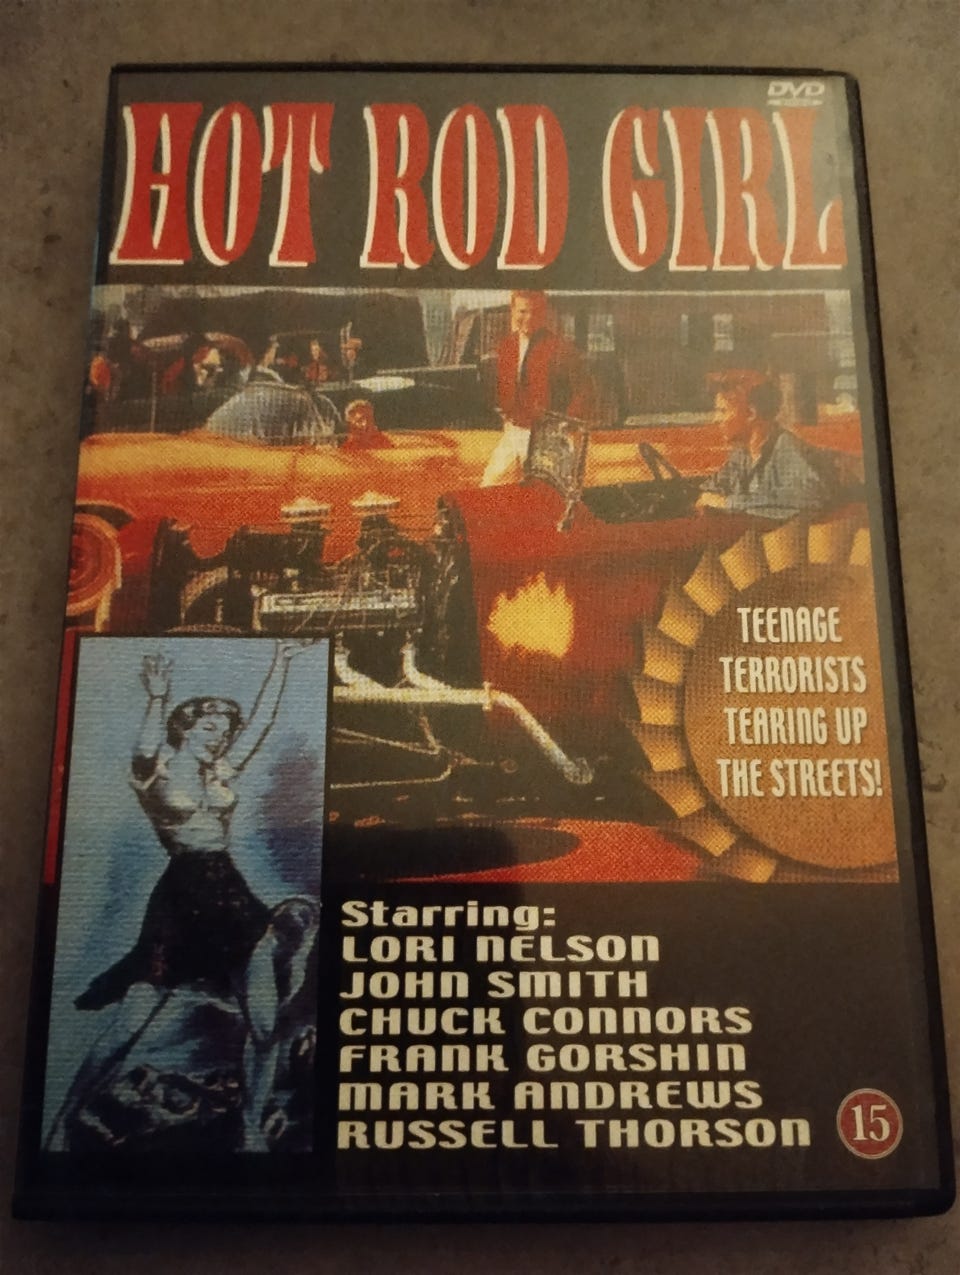 DVD
HOT ROD GIRL
TEENAGE
TERRORISTS
TEARING UP
THE STREETS!
Starring:
LORI NELSON
JOHN SMITH
CHUCK CONNORS
FRANK GORSHIN
MARK ANDREWS
RUSSELL THORSON
15